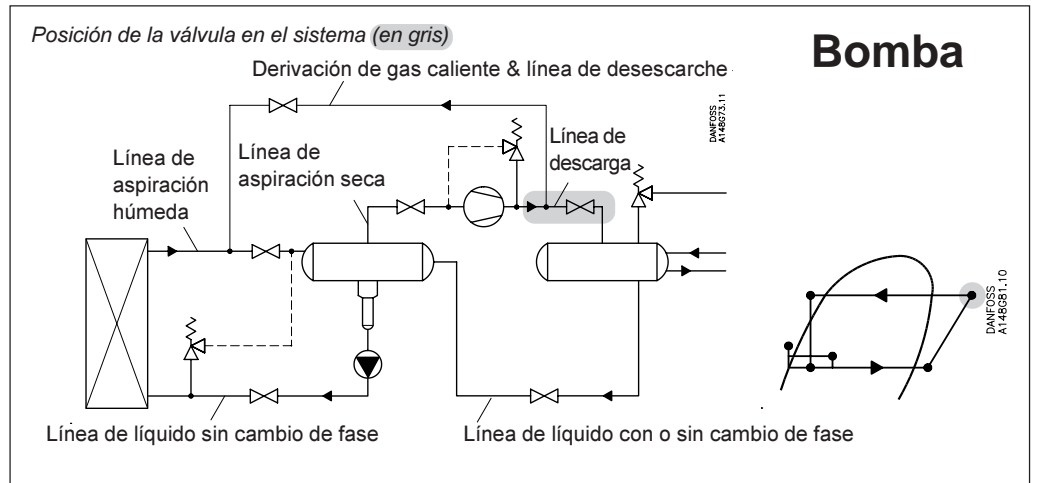 Posición de la válvula en el sistema (en gris)
Bomba
Derivación de gas caliente & línea de desescarche
DANFOSS
A148G73.11
Línea de
descarga
Línea de
aspiración
húmeda
Línea de
aspiración seca
DANFOSS
A148G81.10
Línea de líquido sin cambio de fase
Línea de líquido con o sin cambio de fase